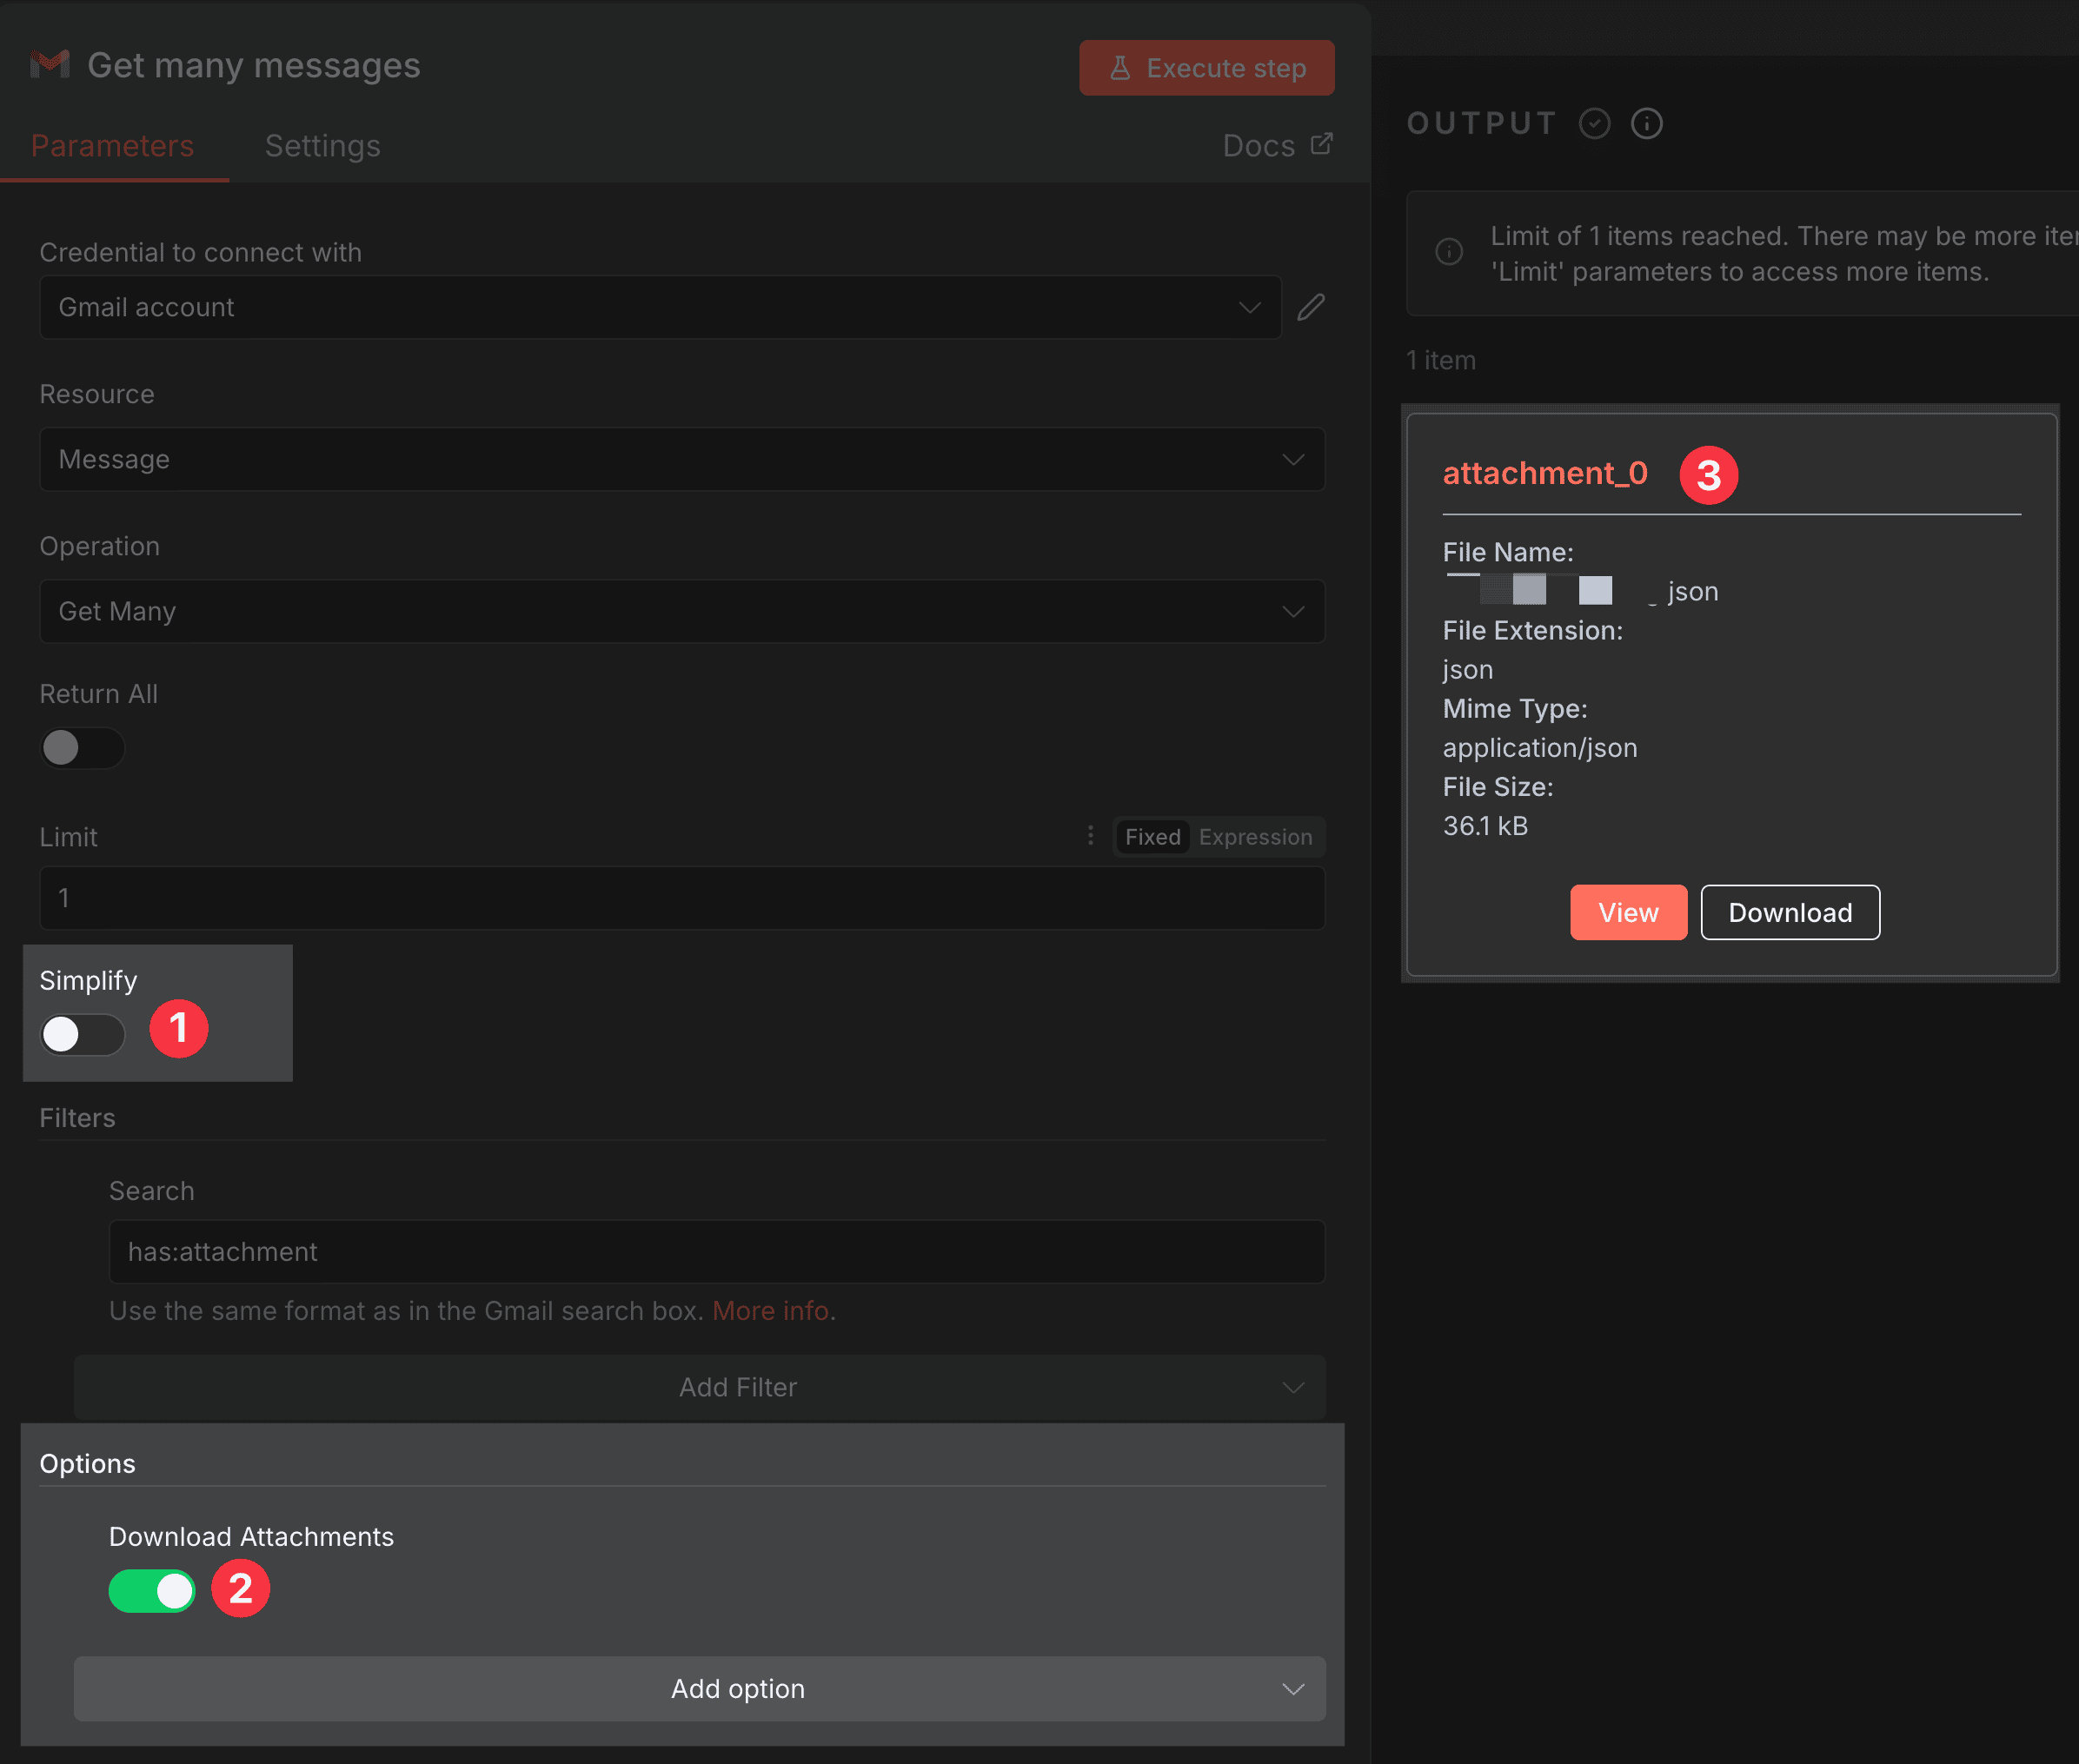 Get many messages
Execute step
Parameters
Settings
Docs
Credential to connect with
Gmail account
Resource
Message
Operation
Get Many
Return All
Limit
Fixed
Expression
1
Simplify
1
Filters
Search
has:attachment
Use the same format as in the Gmail search box. More info.
Add Filter
Options
Download Attachments
2
Add option
OUTPUT
Limit of 1 items reached. There may be more
'Limit' parameters to access more items.
1 item
attachment_0
3
File Name:
json
File Extension:
json
Mime Type:
application/json
File Size:
36.1 kB
View
Download